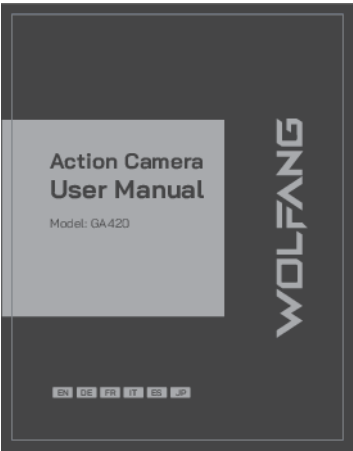 Action Camera
User Manual
Model: GA420
WOLFANG
EN DE FR IT ES JP